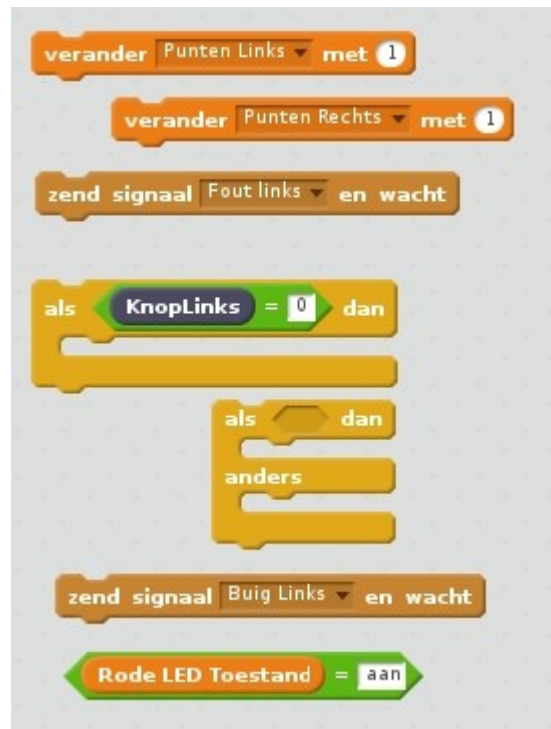 verander Punten Links met 1
verander Punten Rechts met 1
zend signaal Fout links en wacht
als KnopLinks = 0 dan
als dan
anders
zend signaal Buig Links en wacht
Rode LED Toestand = aan